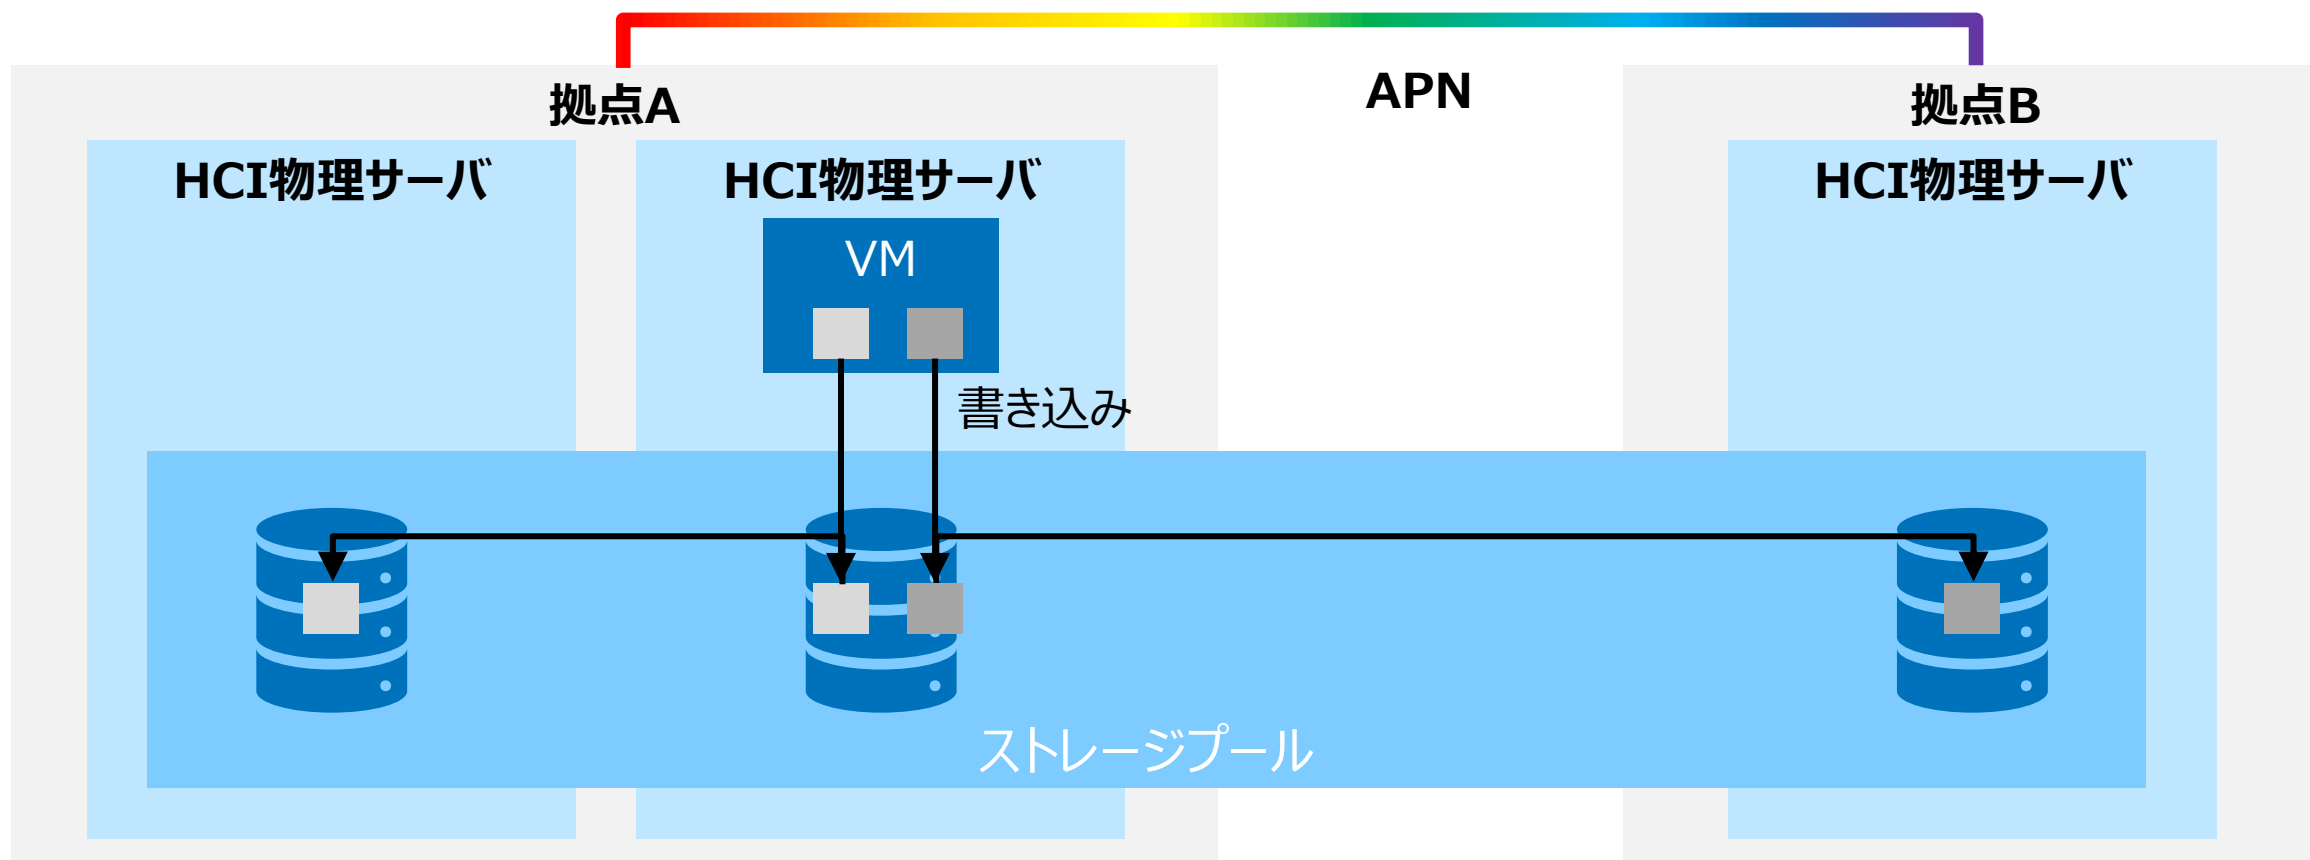 APN
拠点A
拠点B
HCI物理サーバ
HCI物理サーバ
HCI物理サーバ
VM
書き込み
ストレージプール